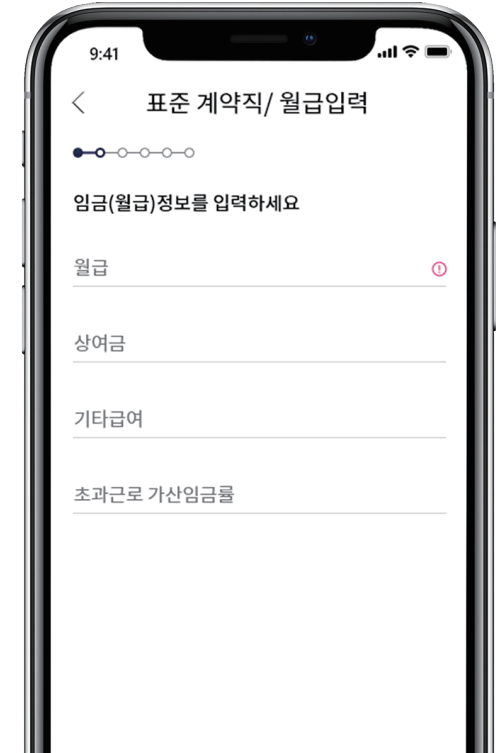 9:41
표준 계약직/ 월급입력
임금(월급)정보를 입력하세요
월급
상여금
기타급여
초과근로 가산임금률